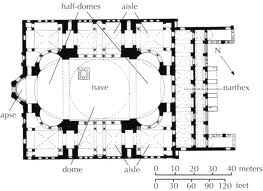 half-domes
aisle
N
nave
narthex
apse
dome
aisle
0 10 20 30 40 meters
0 30 60 90 120 feet